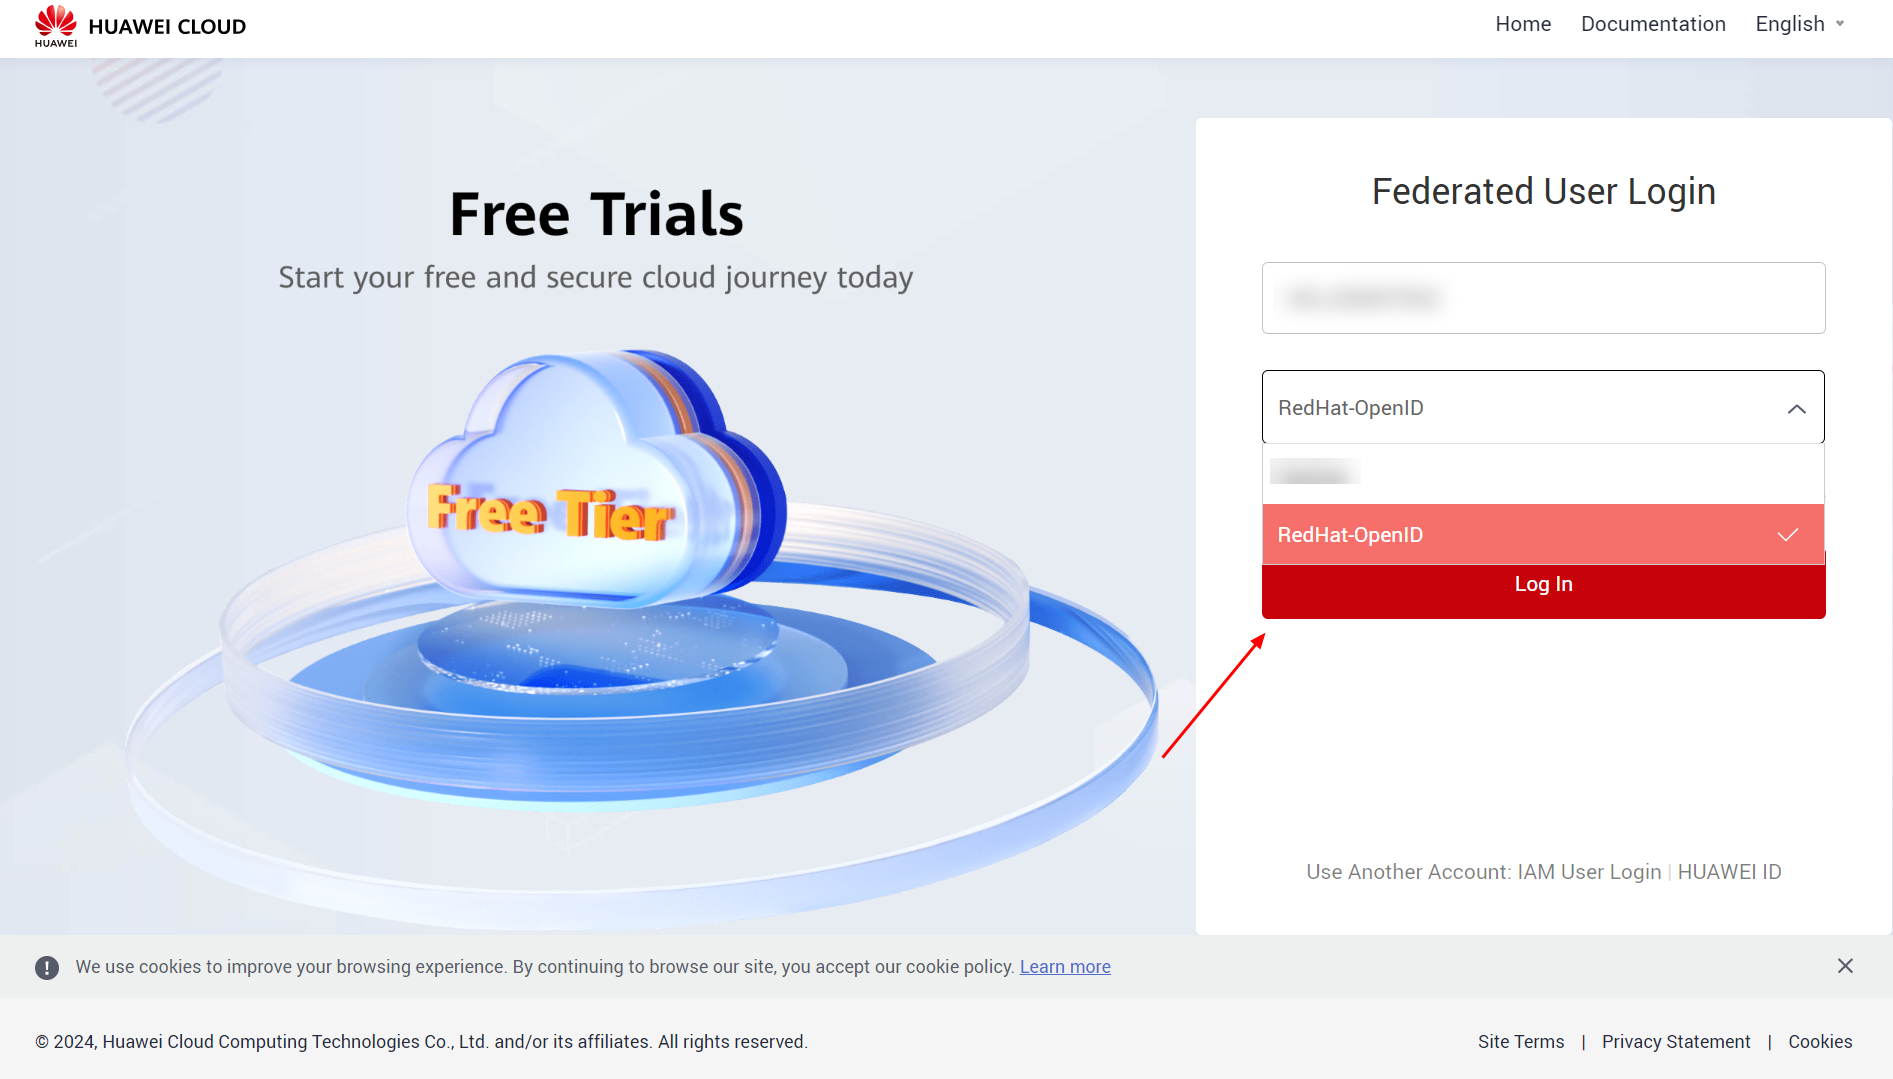 HUAWEI
HUAWEI CLOUD
Home
Documentation
English
Free Trials
Start your free and secure cloud journey today
Free Tier
Federated User Login
RedHat-OpenID
RedHat-OpenID
Log In
Use Another Account: IAM User Login | HUAWEI ID
We use cookies to improve your browsing experience. By continuing to browse our site, you accept our cookie policy. Learn more
© 2024, Huawei Cloud Computing Technologies Co., Ltd. and/or its affiliates. All rights reserved.
Site Terms | Privacy Statement | Cookies